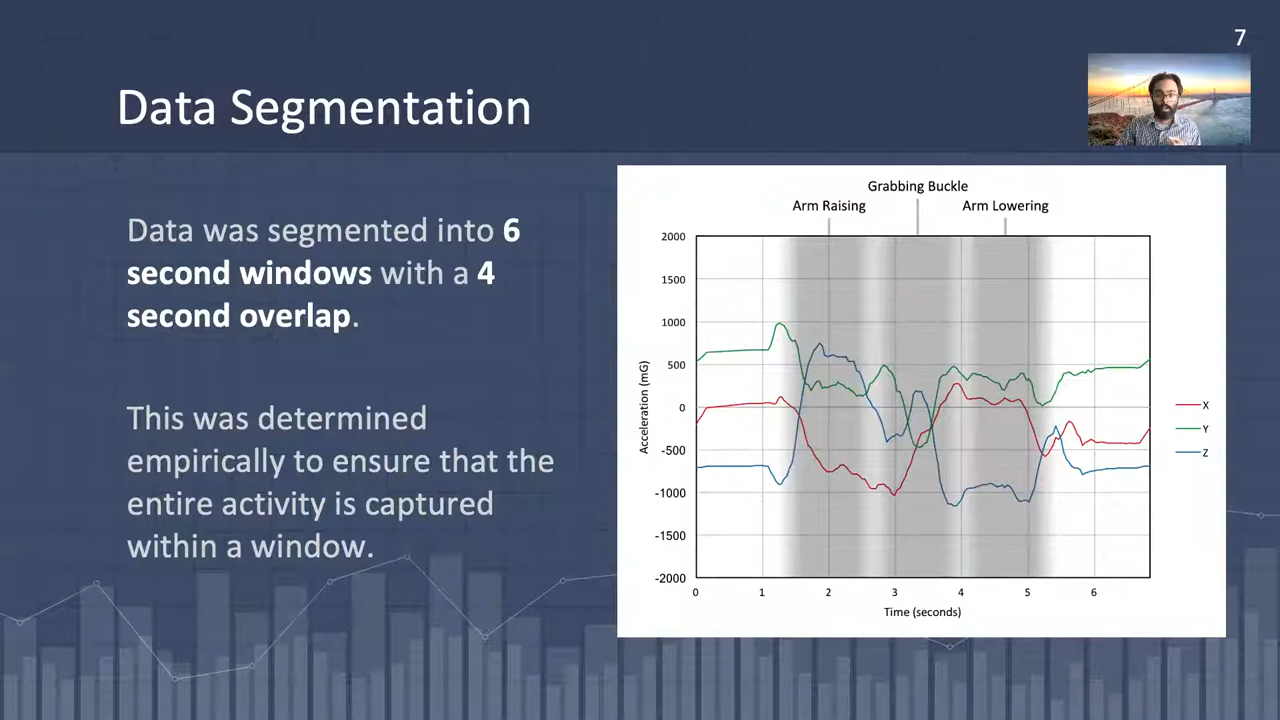 7
Data Segmentation
Data was segmented into 6
second windows with a 4
second overlap.
This was determined
empirically to ensure that the
entire activity is captured
within a window.
Grabbing Buckle
Arm Raising
Arm Lowering
2000
1500
1000
500
0
-500
-1000
-1500
-2000
Acceleration (mG)
0 1 2 3 4 5 6
Time (seconds)
X
Y
Z